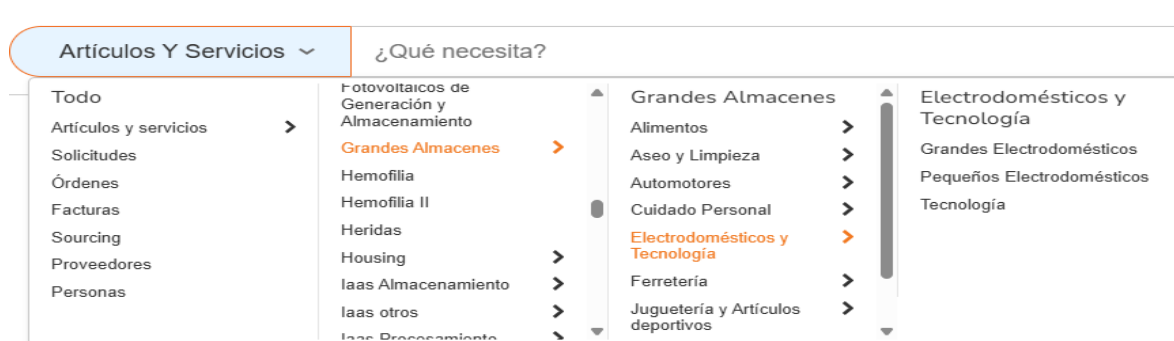 Artículos Y Servicios
¿Qué necesita?
Todo
Artículos y servicios
Solicitudes
Órdenes
Facturas
Sourcing
Proveedores
Personas
Fotovoltaicos de
Generación y
Almacenamiento
Grandes Almacenes
Hemofilia
Hemofilia II
Heridas
Housing
Iaas Almacenamiento
Iaas otros
Iaas Procesamiento
Grandes Almacenes
Alimentos
Aseo y Limpieza
Automotores
Cuidado Personal
Electrodomésticos y
Tecnología
Ferretería
Juguetería y Artículos
deportivos
Electrodomésticos y
Tecnología
Grandes Electrodomésticos
Pequeños Electrodomésticos
Tecnología